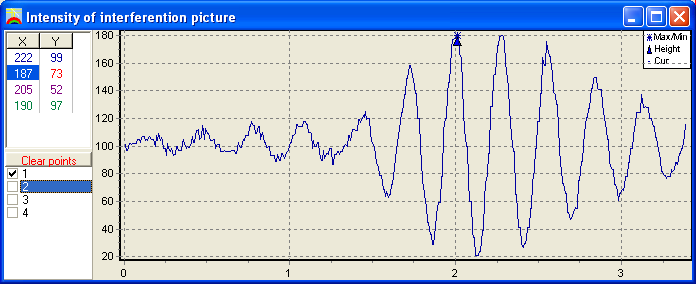 Intensity of interferention picture
X Y
222 99
187 73
205 52
190 97
Clear points
1
2
3
4
180
160
140
120
100
80
60
40
20
0 1 2 3
Max/Min
Height
Cur